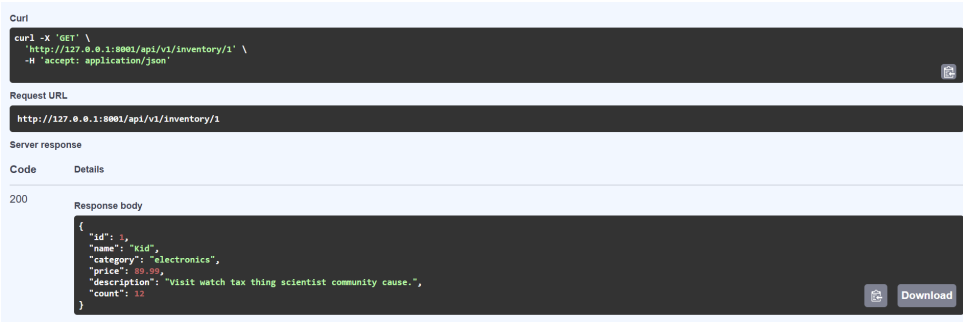 Curl
curl -X 'GET' \
  'http://127.0.0.1:8001/api/v1/inventory/1' \
  -H 'accept: application/json'
Request URL
http://127.0.0.1:8001/api/v1/inventory/1
Server response
Code Details
200
Response body
{
  "id": 1,
  "name": "Kid",
  "category": "electronics",
  "price": 89.99,
  "description": "Visit watch tax thing scientist community cause.",
  "count": 12
}
Download